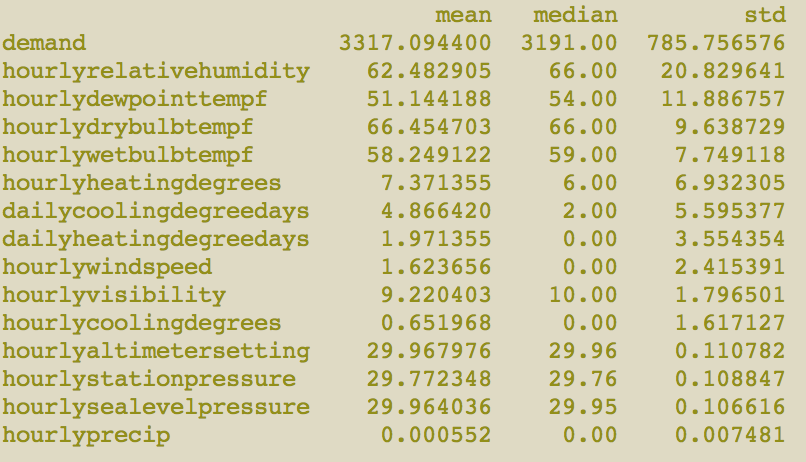 mean median std
demand 3317.094400 3191.00 785.756576
hourlyrelativehumidity 62.482905 66.00 20.829641
hourlydewpointtempf 51.144188 54.00 11.886757
hourlydrybulbtempf 66.454703 66.00 9.638729
hourlywetbulbtempf 58.249122 59.00 7.749118
hourlyheatingdegrees 7.371355 6.00 6.932305
dailycoolingdegreedays 4.866420 2.00 5.595377
dailyheatingdegreedays 1.971355 0.00 3.554354
hourlywindspeed 1.623656 0.00 2.415391
hourlyvisibility 9.220403 10.00 1.796501
hourlycoolingdegrees 0.651968 0.00 1.617127
hourlyaltimetersetting 29.967976 29.96 0.110782
hourlystationpressure 29.772348 29.76 0.108847
hourlysealevelpressure 29.964036 29.95 0.106616
hourlyprecip 0.000552 0.00 0.007481